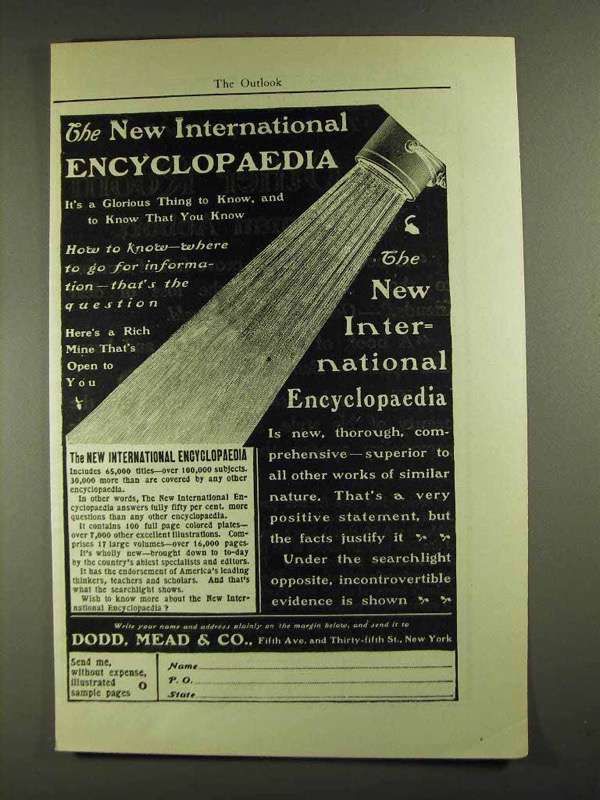 The Outlook
The New International
ENCYCLOPAEDIA
It's a Glorious Thing to Know, and
to Know That You Know
How to know—where
to go for informa-
tion—that's the
question
Here's a Rich
Mine That's
Open to
You
The
New
Inter-
national
Encyclopaedia
Is new, thorough, com-
prehensive—superior to
all other works of similar
nature. That's a very
positive statement, but
the facts justify it
Under the searchlight
opposite, incontrovertible
evidence is shown
The NEW INTERNATIONAL ENCYCLOPAEDIA
Includes 65,000 titles—over 100,000 subjects.
30,000 more than are covered by any other
encyclopaedia.
In other words, The New International En-
cyclopaedia answers fully fifty per cent. more
questions than any other encyclopaedia.
It contains 100 full page colored plates—
over 7,000 other excellent illustrations. Com-
prises 17 large volumes—over 16,000 pages.
It's wholly new—brought down to to-day
by the country's ablest specialists and editors.
It has the endorsement of America's leading
thinkers, teachers and scholars. And that's
what the searchlight shows.
Wish to know more about the New Inter-
national Encyclopaedia?
Write your name and address plainly on the margin below, and send it to
DODD, MEAD & CO., Fifth Ave. and Thirty-fifth St., New York
Send me,
without expense,
illustrated O
sample pages
Name
P. O.
State